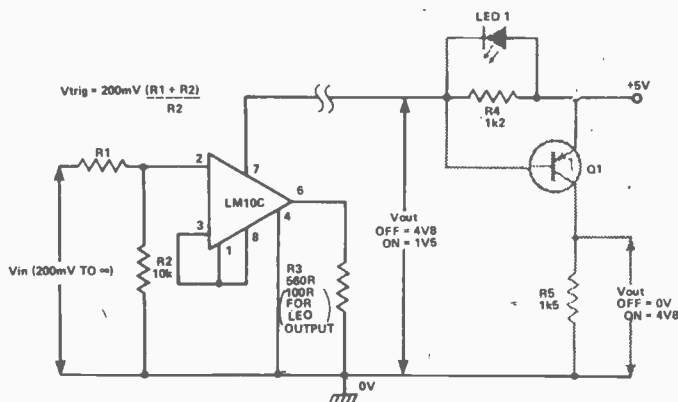 LED 1
Vtrig = 200mV (R1 + R2)
R2
+5V
R4
1k2
R1
2
7
LM10C
6
Q1
3
4
1
8
Vout
OFF = 4V8
ON = 1V5
Vin (200mV TO ∞)
R2
10k
R3
560R
(100R
FOR
LEO
OUTPUT)
R5
1k5
Vout
OFF = 0V
ON = 4V8
0V